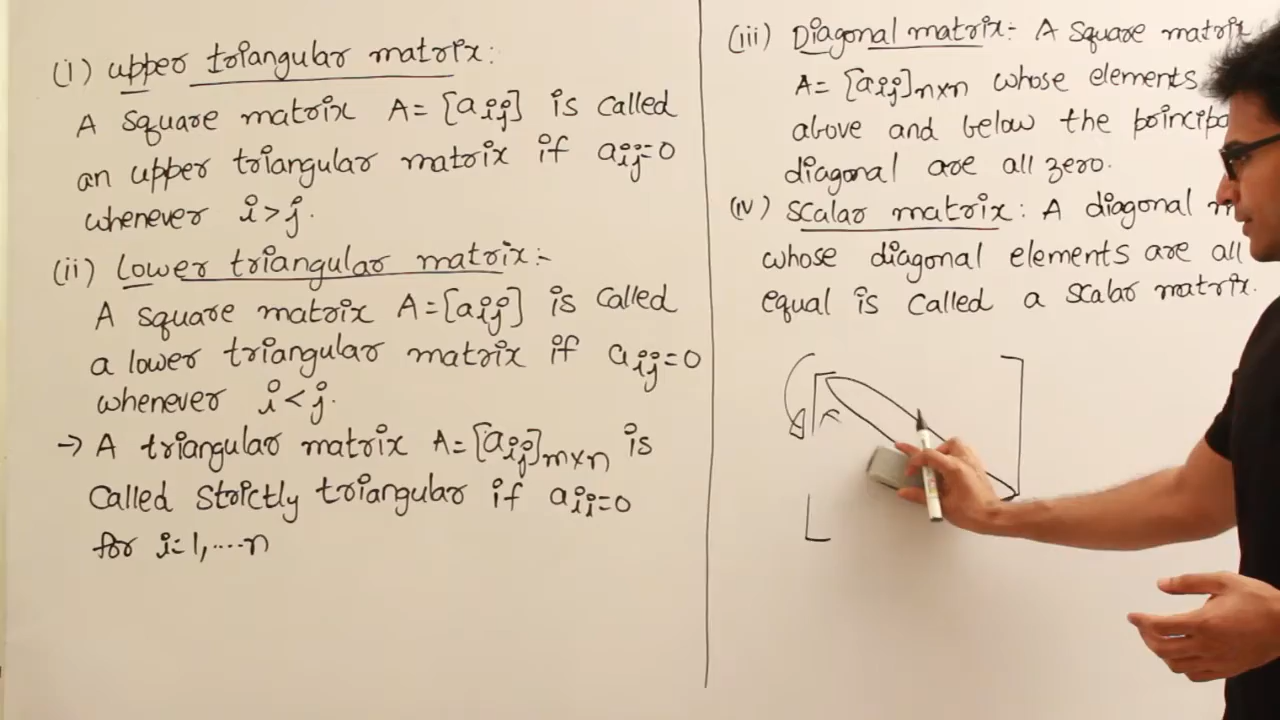 (i) upper triangular matrix:
A square matrix A = [aij] is called
an upper triangular matrix if aij=0
whenever i > j.
(ii) Lower triangular matrix:-
A square matrix A = [aij] is called
a lower triangular matrix if aij=0
whenever i < j.
→ A triangular matrix A = [aij]m×n is
called strictly triangular if aii=0
for i=1,....n
(iii) Diagonal matrix:- A square matrix
A = [aij]n×n whose elements
above and below the
diagonal are all zero.
(iv) scalar matrix: A diagonal
whose diagonal elements are all
equal is called a scalar matrix.